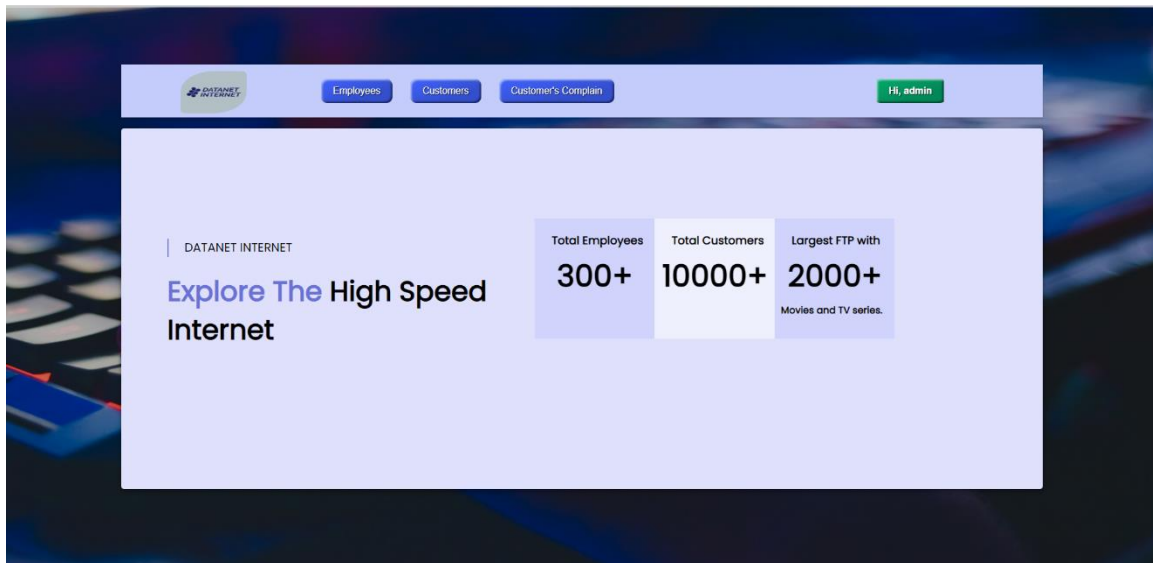 DATANET
INTERNET
Employees
Customers
Customer's Complain
Hi, admin
DATANET INTERNET
Explore The High Speed
Internet
Total Employees
300+
Total Customers
10000+
Largest FTP with
2000+
Movies and TV series.